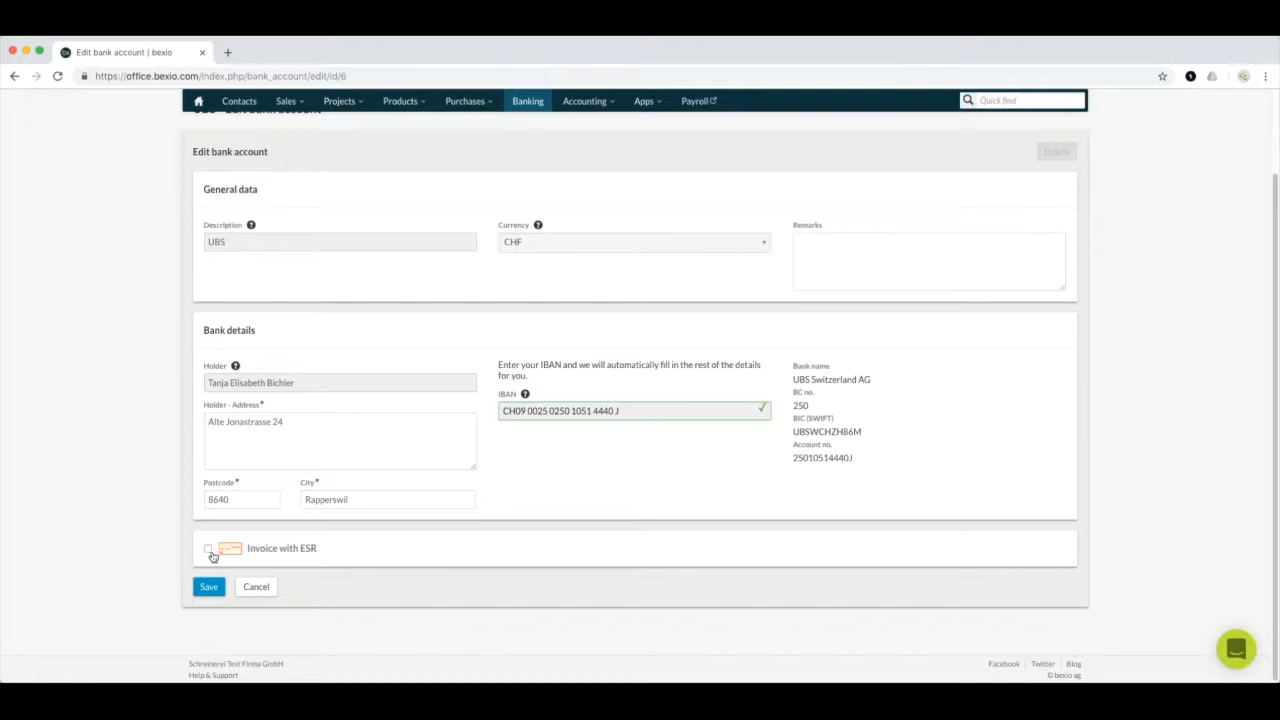 Edit bank account | bexio
https://office.bexio.com/index.php/bank_account/edit/id/6
Contacts Sales Projects Products Purchases Banking Accounting Apps Payroll Quick find
UBS - Edit bank account
Edit bank account Delete
General data
Description Currency Remarks
UBS CHF
Bank details
Holder
Tanja Elisabeth Bichler
Holder - Address*
Alte Jonastrasse 24
Postcode* City*
8640 Rapperswil
Enter your IBAN and we will automatically fill in the rest of the details
for you.
IBAN
CH09 0025 0250 1051 4440 J
Bank name
UBS Switzerland AG
BC no.
250
BIC (SWIFT)
UBSWCHZH86M
Account no.
25010514440J
Invoice with ESR
Save Cancel
Schreinerei Test Firma GmbH Facebook Twitter Blog
Help & Support © bexio ag